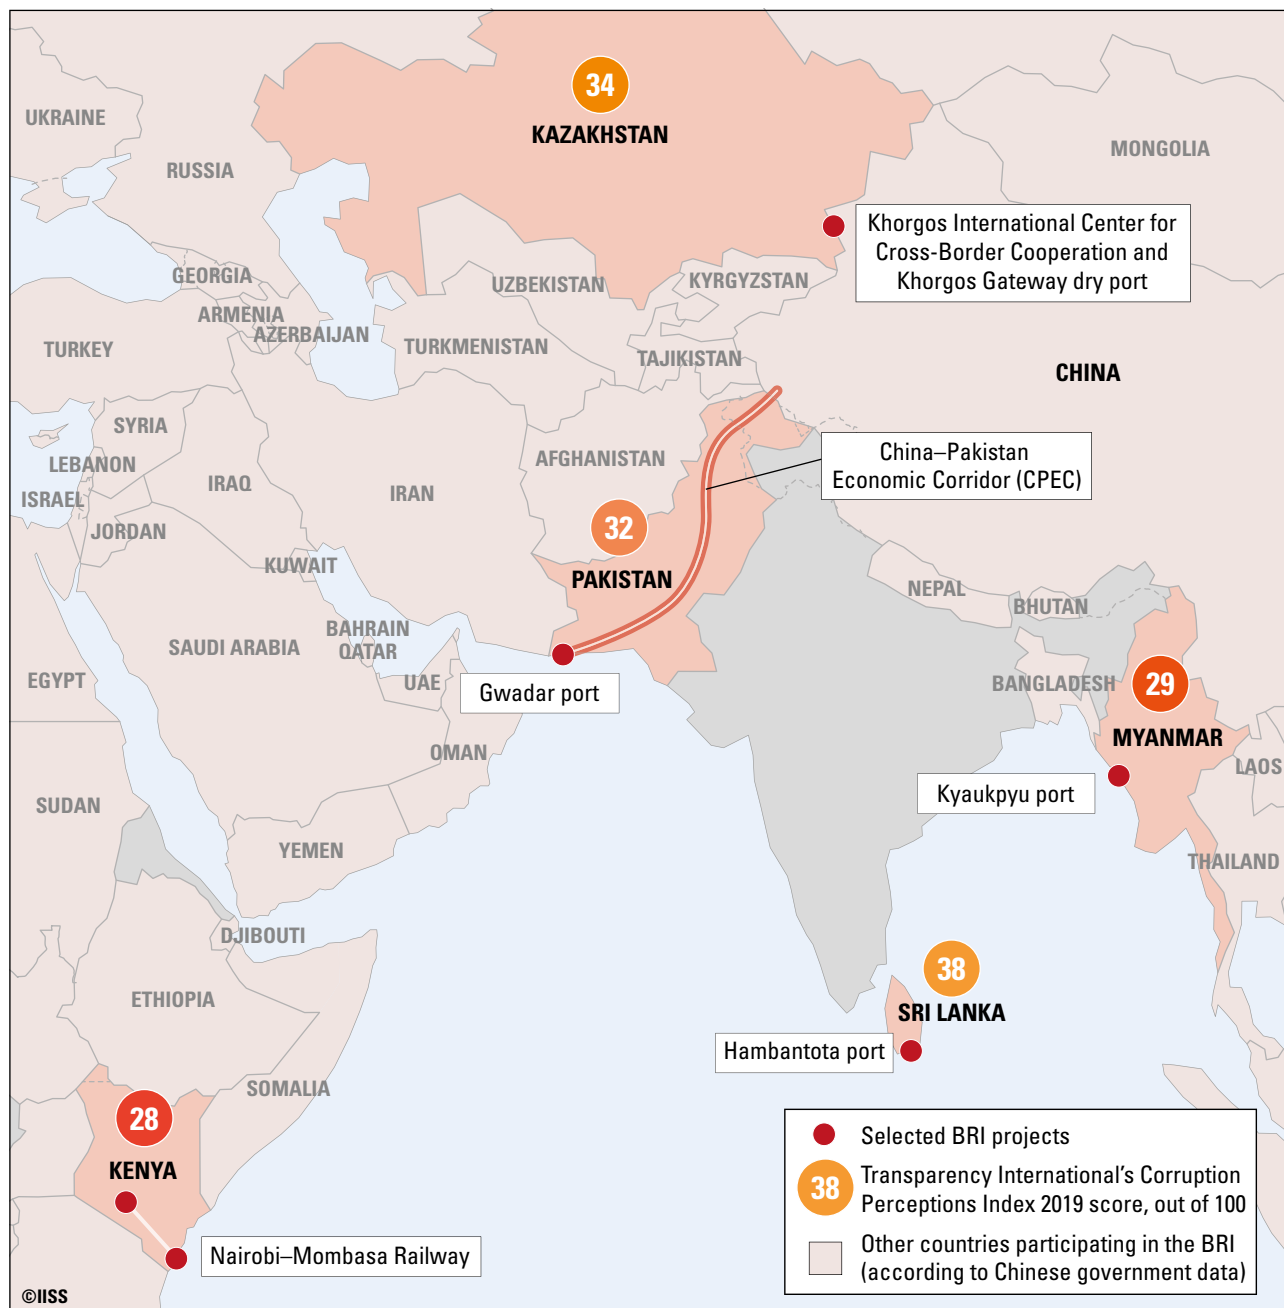 34
KAZAKHSTAN
UKRAINE
RUSSIA
MONGOLIA
Khorgos International Center for
Cross-Border Cooperation and
Khorgos Gateway dry port
GEORGIA
ARMENIA
AZERBAIJAN
UZBEKISTAN
KYRGYZSTAN
TURKEY
TURKMENISTAN
TAJIKISTAN
CHINA
SYRIA
LEBANON
ISRAEL
IRAQ
JORDAN
IRAN
AFGHANISTAN
China–Pakistan
Economic Corridor (CPEC)
32
PAKISTAN
KUWAIT
NEPAL
BHUTAN
SAUDI ARABIA
BAHRAIN
QATAR
UAE
EGYPT
Gwadar port
BANGLADESH
29
MYANMAR
OMAN
LAOS
SUDAN
Kyaukpyu port
YEMEN
THAILAND
DJIBOUTI
ETHIOPIA
38
SRI LANKA
Hambantota port
SOMALIA
28
KENYA
Nairobi–Mombasa Railway
Selected BRI projects
38
Transparency International’s Corruption
Perceptions Index 2019 score, out of 100
Other countries participating in the BRI
(according to Chinese government data)
©IISS